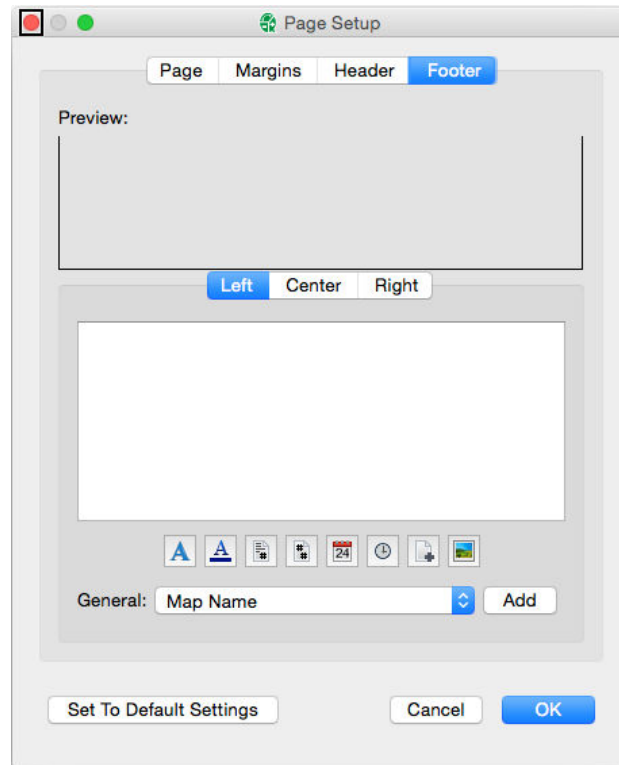 Page Setup
Page Margins Header Footer
Preview:
Left Center Right
A A # # # 24
General: Map Name Add
Set To Default Settings Cancel OK